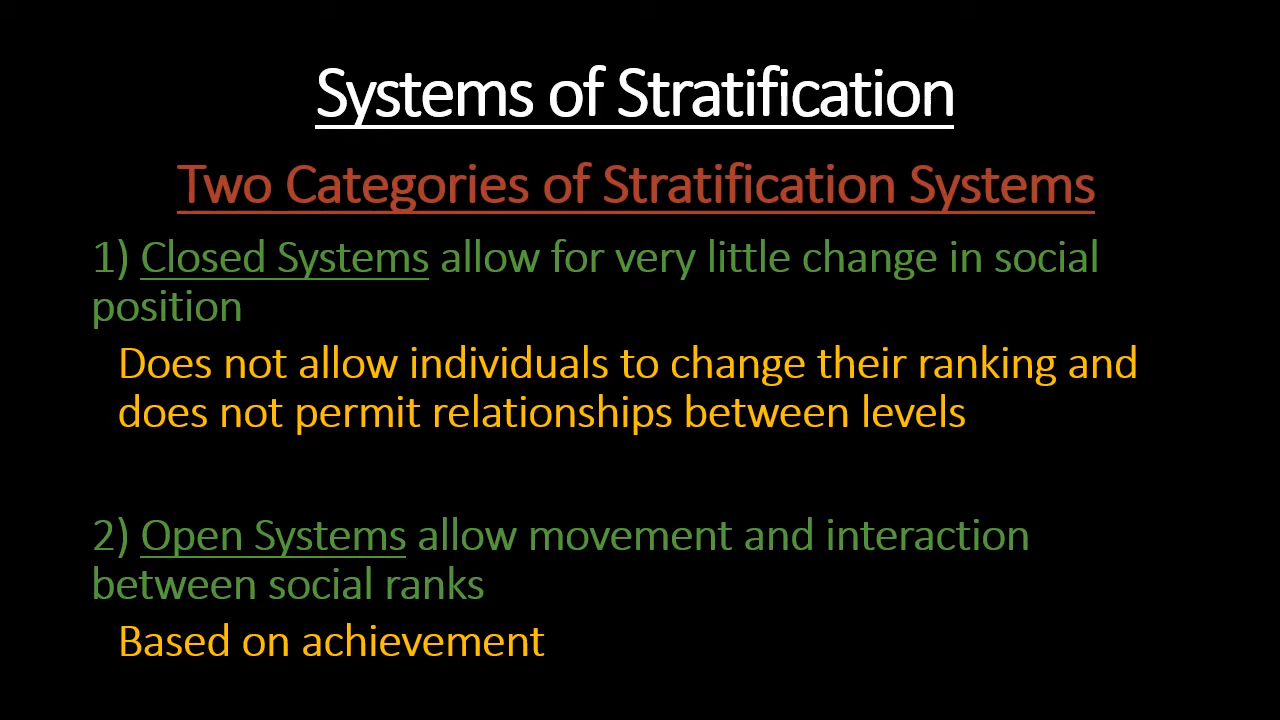 Systems of Stratification
Two Categories of Stratification Systems
1) Closed Systems allow for very little change in social
position
Does not allow individuals to change their ranking and
does not permit relationships between levels
2) Open Systems allow movement and interaction
between social ranks
Based on achievement